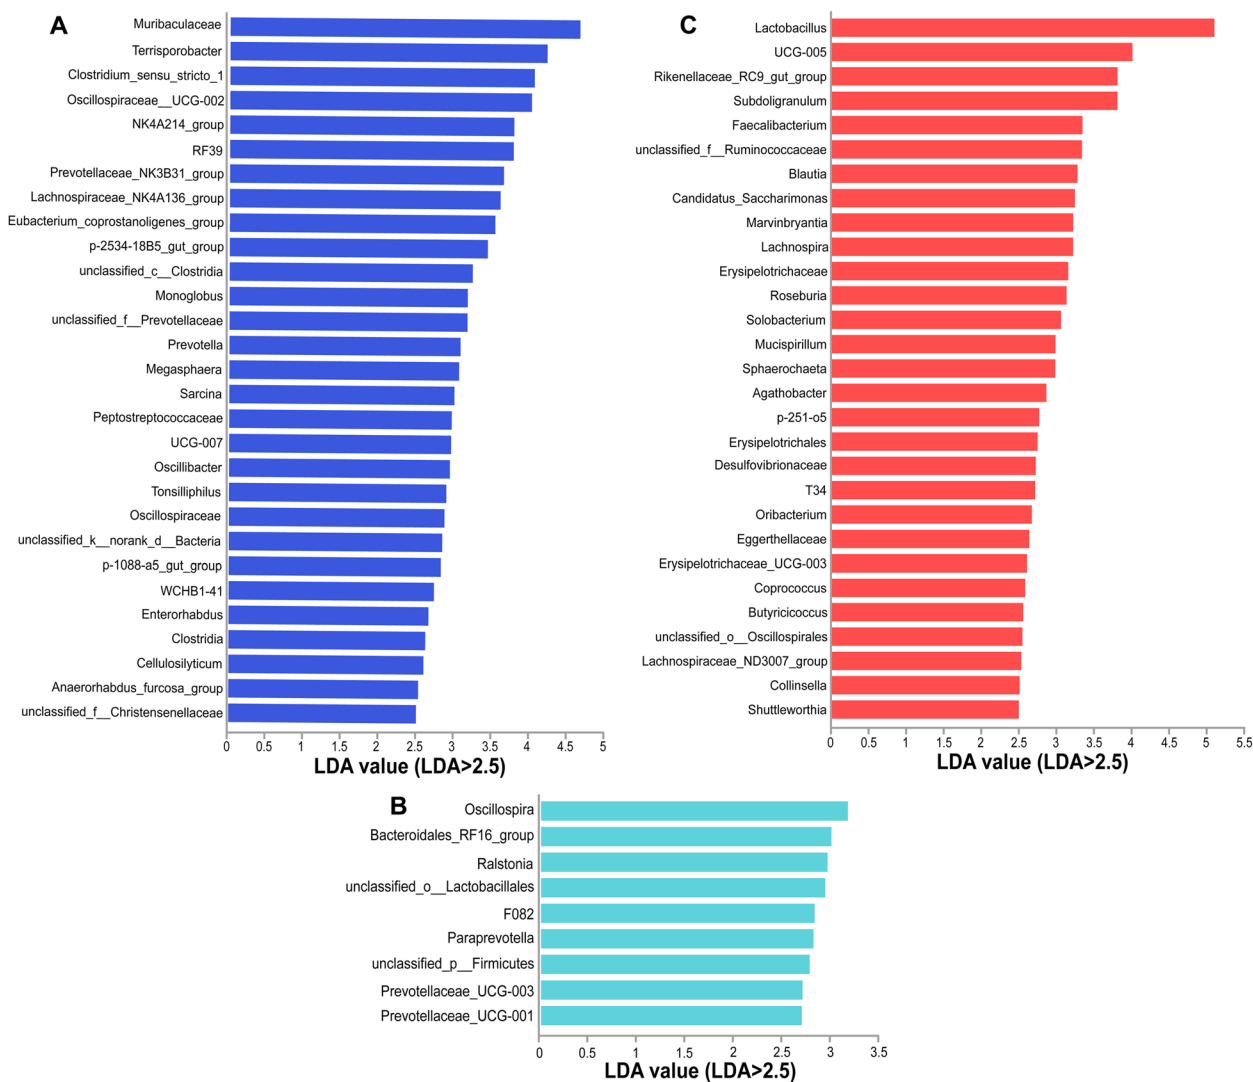 A
Muribaculaceae
Terrisporobacter
Clostridium_sensu_stricto_1
Oscillospiraceae__UCG-002
NK4A214_group
RF39
Prevotellaceae_NK3B31_group
Lachnospiraceae_NK4A136_group
Eubacterium_coprostanoligenes_group
p-2534-18B5_gut_group
unclassified_c__Clostridia
Monoglobus
unclassified_f__Prevotellaceae
Prevotella
Megasphaera
Sarcina
Peptostreptococcaceae
UCG-007
Oscillibacter
Tonsilliphilus
Oscillospiraceae
unclassified_k__norank_d__Bacteria
p-1088-a5_gut_group
WCHB1-41
Enterorhabdus
Clostridia
Cellulosilyticum
Anaerorhabdus_furcosa_group
unclassified_f__Christensenellaceae
0 0.5 1 1.5 2 2.5 3 3.5 4 4.5 5
LDA value (LDA>2.5)
C
Lactobacillus
UCG-005
Rikenellaceae_RC9_gut_group
Subdoligranulum
Faecalibacterium
unclassified_f__Ruminococcaceae
Blautia
Candidatus_Saccharimonas
Marvinbryantia
Lachnospira
Erysipelotrichaceae
Roseburia
Solobacterium
Mucispirillum
Sphaerochaeta
Agathobacter
p-251-o5
Erysipelotrichales
Desulfovibrionaceae
T34
Oribacterium
Eggerthellaceae
Erysipelotrichaceae_UCG-003
Coprococcus
Butyricicoccus
unclassified_o__Oscillospirales
Lachnospiraceae_ND3007_group
Collinsella
Shuttleworthia
0 0.5 1 1.5 2 2.5 3 3.5 4 4.5 5 5.5
LDA value (LDA>2.5)
B
Oscillospira
Bacteroidales_RF16_group
Ralstonia
unclassified_o__Lactobacillales
F082
Paraprevotella
unclassified_p__Firmicutes
Prevotellaceae_UCG-003
Prevotellaceae_UCG-001
0 0.5 1 1.5 2 2.5 3 3.5
LDA value (LDA>2.5)